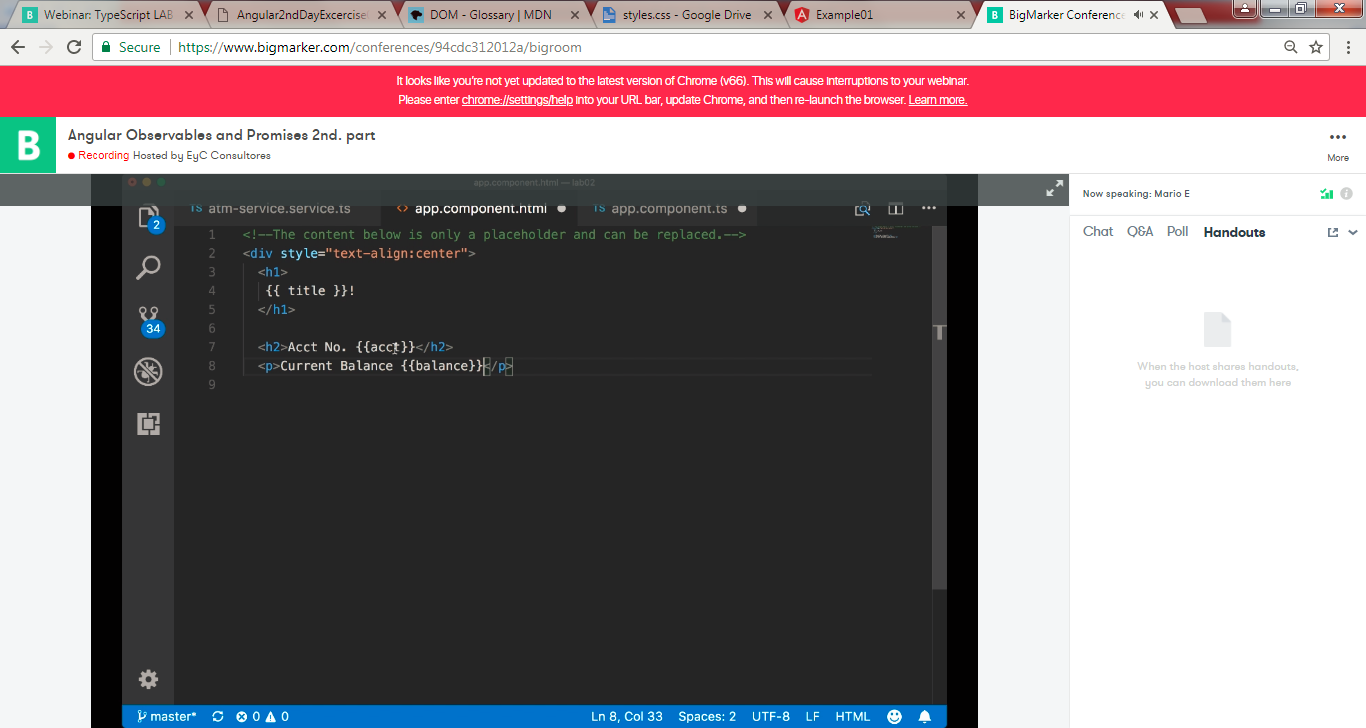 Webinar: TypeScript LAB
Angular2ndDayExcercise
DOM - Glossary | MDN
styles.css - Google Drive
Example01
BigMarker Conference
Secure
https://www.bigmarker.com/conferences/94cdc312012a/bigroom
It looks like you're not yet updated to the latest version of Chrome (v66). This will cause interruptions to your webinar.
Please enter chrome://settings/help into your URL bar, update Chrome, and then re-launch the browser. Learn more.
B
Angular Observables and Promises 2nd. part
Recording Hosted by EyC Consultores
More
app.component.html — lab02
Now speaking: Mario E
TS atm-service.service.ts
<> app.component.html
TS app.component.ts
Chat Q&A Poll Handouts
2
34
1 <!--The content below is only a placeholder and can be replaced.-->
2 <div style="text-align:center">
3 <h1>
4 {{ title }}!
5 </h1>
6
7 <h2>Acct No. {{acct}}</h2>
8 <p>Current Balance {{balance}}</p>
9
When the host shares handouts,
you can download them here
master* 0 0 Ln 8, Col 33 Spaces: 2 UTF-8 LF HTML